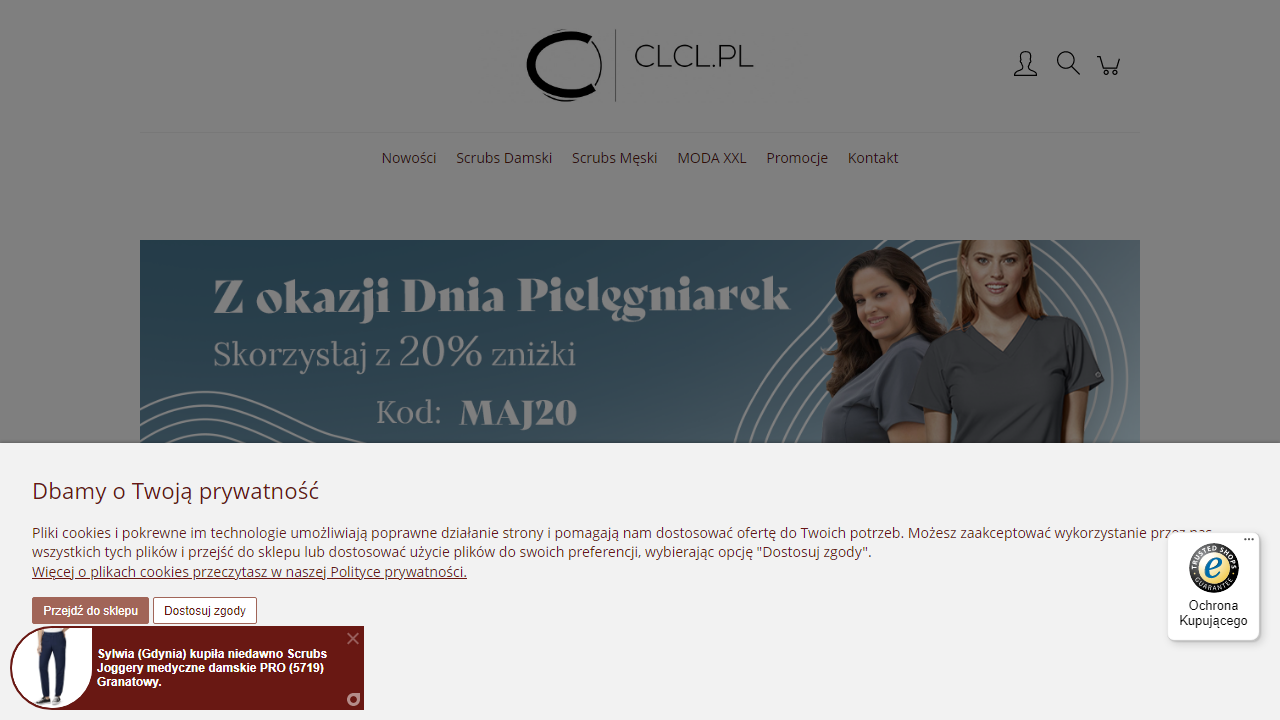 CLCL.PL
Nowości Scrubs Damski Scrubs Męski MODA XXL Promocje Kontakt
Z okazji Dnia Pielęgniarek
Skorzystaj z 20% zniżki
Kod: MAJ20
Dbamy o Twoją prywatność
Pliki cookies i pokrewne im technologie umożliwiają poprawne działanie strony i pomagają nam dostosować ofertę do Twoich potrzeb. Możesz zaakceptować wykorzystanie przez nas
wszystkich tych plików i przejść do sklepu lub dostosować użycie plików do swoich preferencji, wybierając opcję "Dostosuj zgody".
Więcej o plikach cookies przeczytasz w naszej Polityce prywatności.
Przejdź do sklepu Dostosuj zgody
TRUSTED SHOPS
GUARANTEE
Ochrona
Kupującego
Sylwia (Gdynia) kupiła niedawno Scrubs
Joggery medyczne damskie PRO (5719)
Granatowy.